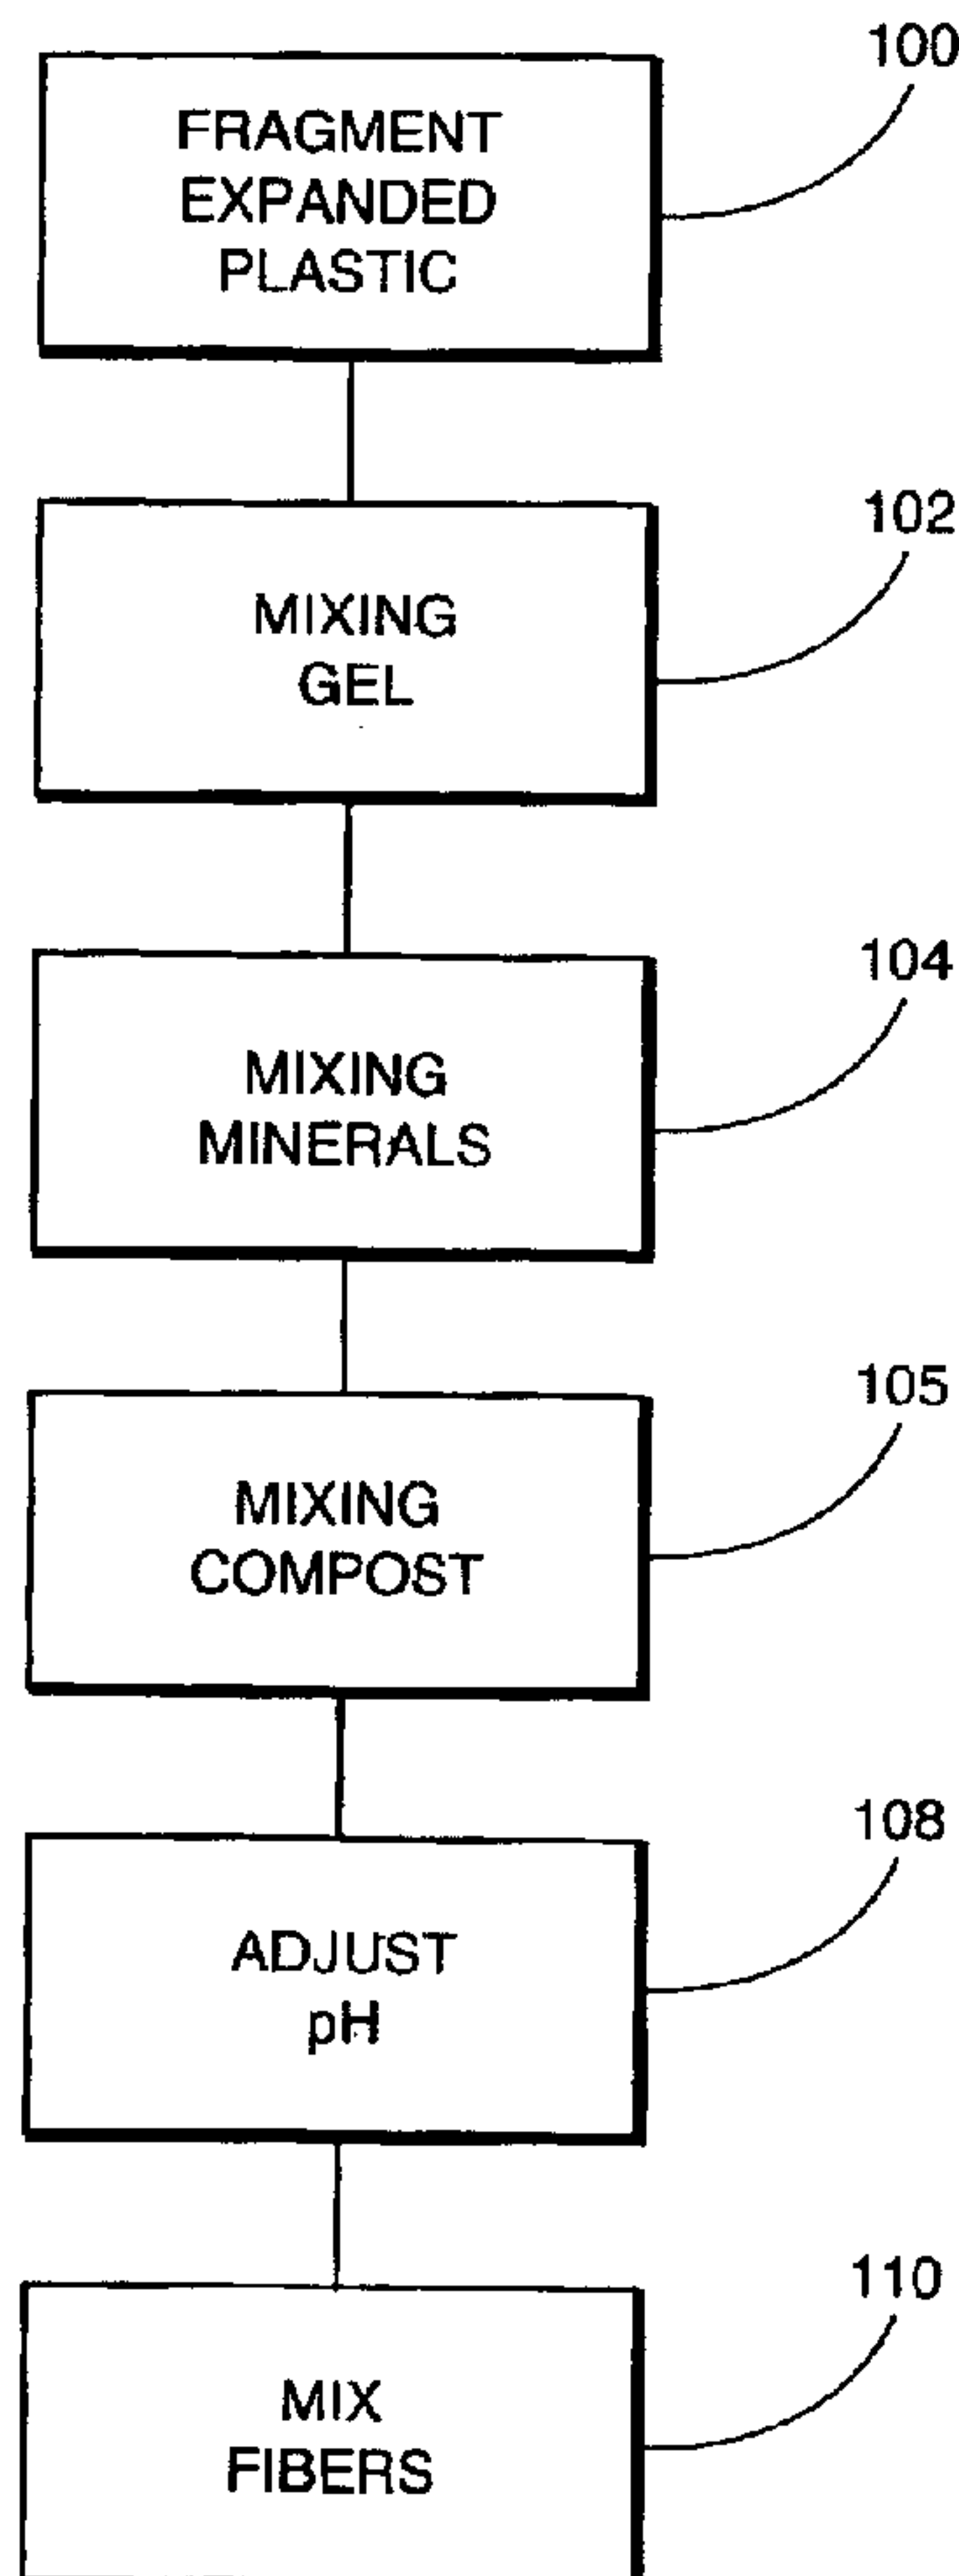 100
FRAGMENT
EXPANDED
PLASTIC
102
MIXING
GEL
104
MIXING
MINERALS
105
MIXING
COMPOST
108
ADJUST
pH
110
MIX
FIBERS